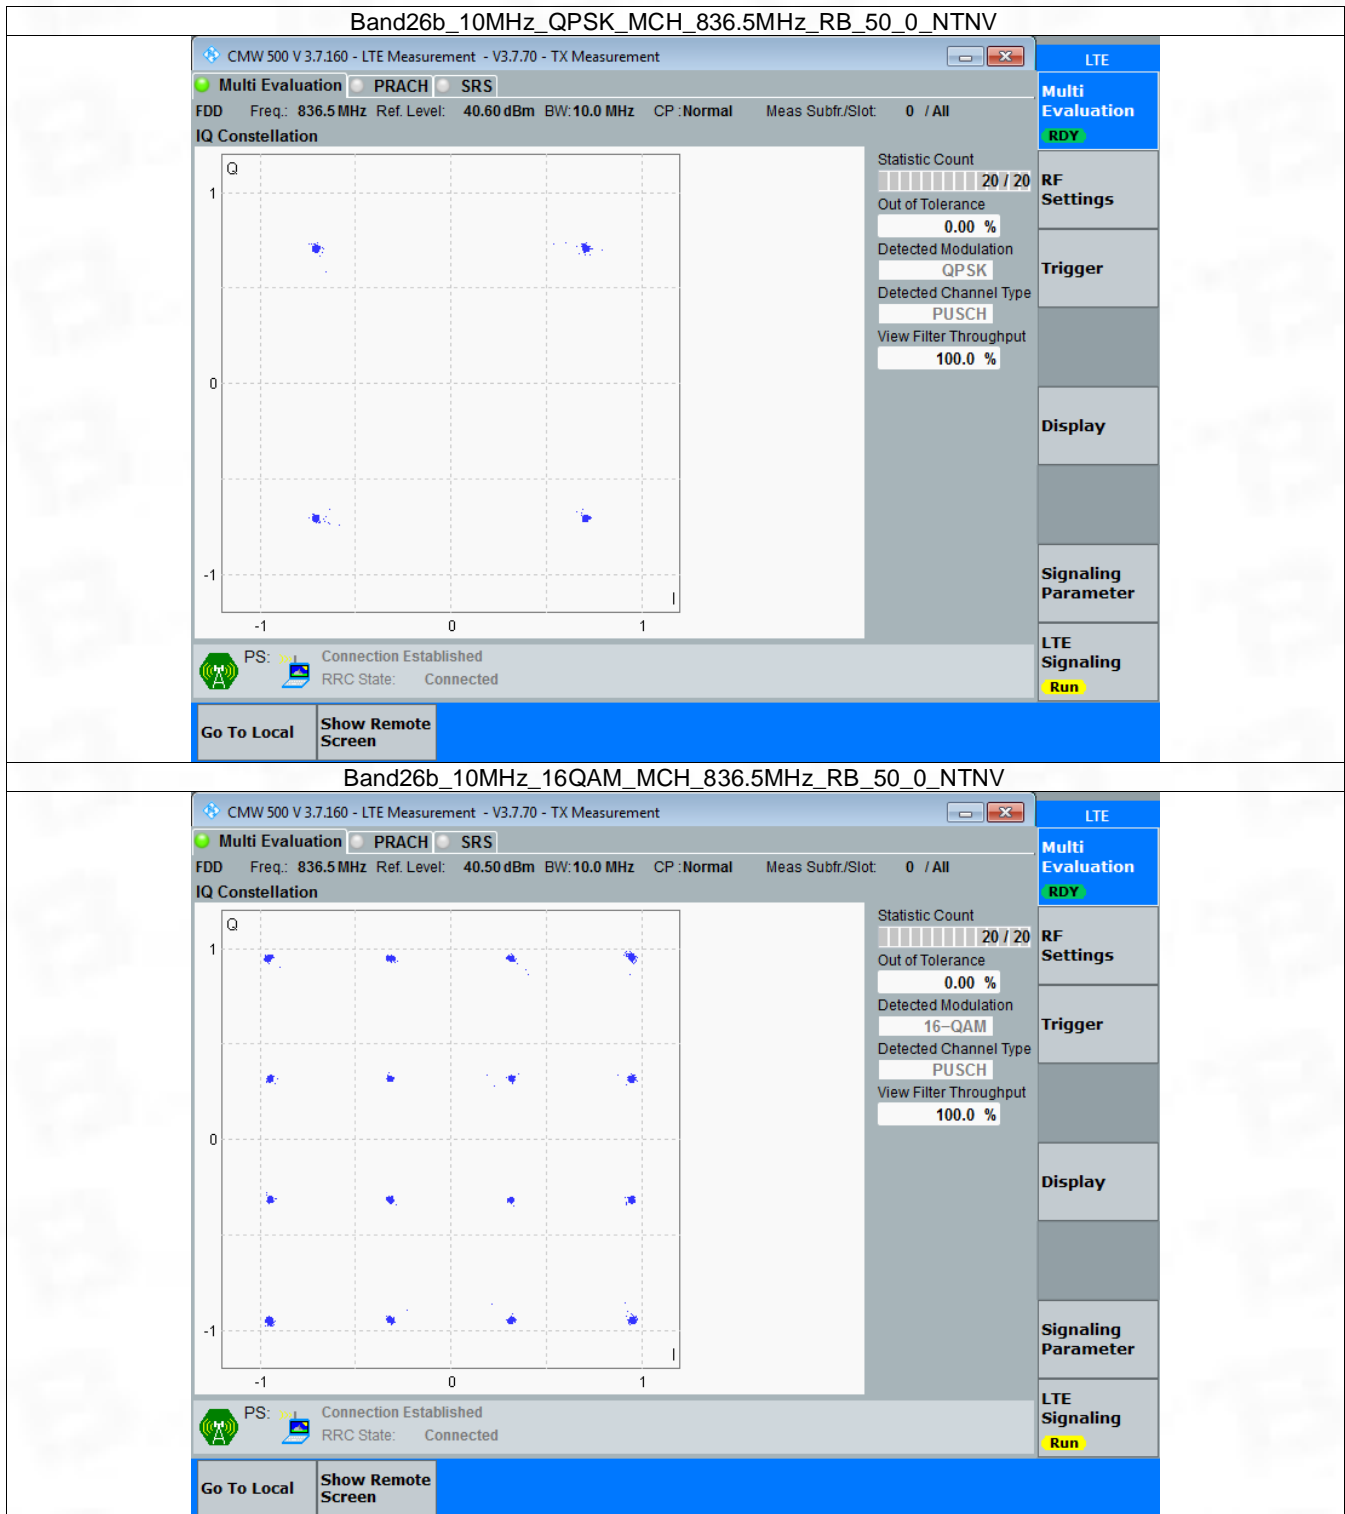 Band26b_10MHz_QPSK_MCH_836.5MHz_RB_50_0_NTNV
CMW 500 V 3.7.160 - LTE Measurement - V3.7.70 - TX Measurement
LTE
Multi Evaluation PRACH SRS
Multi
Evaluation
RDY
FDD Freq.: 836.5 MHz Ref. Level: 40.60 dBm BW: 10.0 MHz CP : Normal Meas Subfr./Slot: 0 / All
IQ Constellation
Q
1
0
-1
I
-1 0 1
Statistic Count
20 / 20
Out of Tolerance
0.00 %
Detected Modulation
QPSK
Detected Channel Type
PUSCH
View Filter Throughput
100.0 %
RF
Settings
Trigger
Display
Signaling
Parameter
LTE
Signaling
Run
PS: Connection Established
RRC State: Connected
Go To Local
Show Remote
Screen
Band26b_10MHz_16QAM_MCH_836.5MHz_RB_50_0_NTNV
CMW 500 V 3.7.160 - LTE Measurement - V3.7.70 - TX Measurement
LTE
Multi Evaluation PRACH SRS
Multi
Evaluation
RDY
FDD Freq.: 836.5 MHz Ref. Level: 40.50 dBm BW: 10.0 MHz CP : Normal Meas Subfr./Slot: 0 / All
IQ Constellation
Q
1
0
-1
I
-1 0 1
Statistic Count
20 / 20
Out of Tolerance
0.00 %
Detected Modulation
16-QAM
Detected Channel Type
PUSCH
View Filter Throughput
100.0 %
RF
Settings
Trigger
Display
Signaling
Parameter
LTE
Signaling
Run
PS: Connection Established
RRC State: Connected
Go To Local
Show Remote
Screen